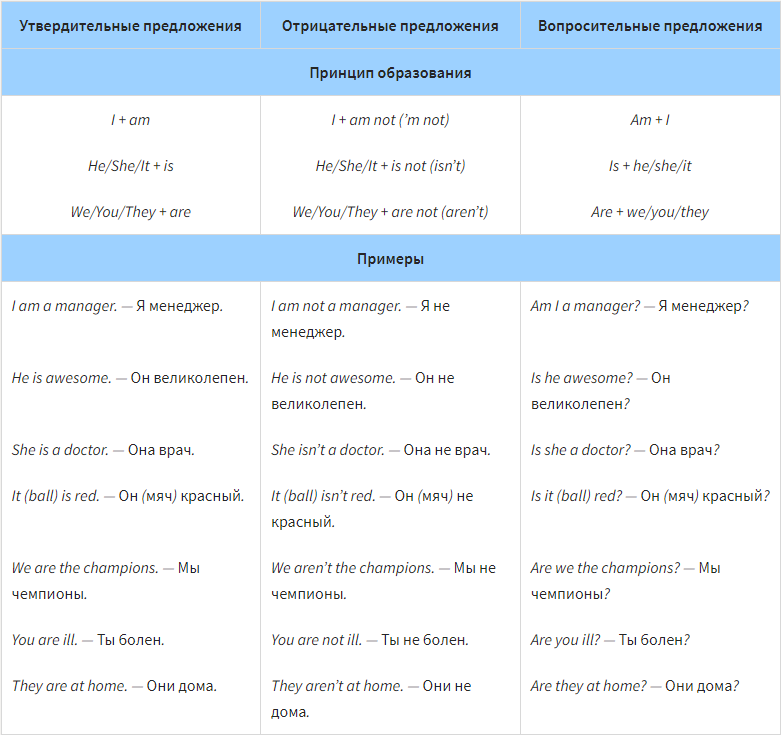 Утвердительные предложения
Отрицательные предложения
Вопросительные предложения
Принцип образования
I + am
I + am not (’m not)
Am + I
He/She/It + is
He/She/It + is not (isn’t)
Is + he/she/it
We/You/They + are
We/You/They + are not (aren’t)
Are + we/you/they
Примеры
I am a manager. — Я менеджер.
I am not a manager. — Я не
менеджер.
Am I a manager? — Я менеджер?
He is awesome. — Он великолепен.
He is not awesome. — Он не
великолепен.
Is he awesome? — Он
великолепен?
She is a doctor. — Она врач.
She isn’t a doctor. — Она не врач.
Is she a doctor? — Она врач?
It (ball) is red. — Он (мяч) красный.
It (ball) isn’t red. — Он (мяч) не
красный.
Is it (ball) red? — Он (мяч) красный?
We are the champions. — Мы
чемпионы.
We aren’t the champions. — Мы не
чемпионы.
Are we the champions? — Мы
чемпионы?
You are ill. — Ты болен.
You are not ill. — Ты не болен.
Are you ill? — Ты болен?
They are at home. — Они дома.
They aren’t at home. — Они не
дома.
Are they at home? — Они дома?